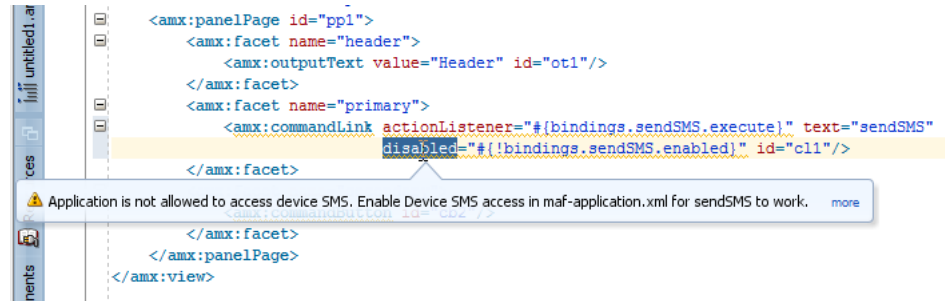 untitled1.a
<amx:panelPage id="pp1">
<amx:facet name="header">
<amx:outputText value="Header" id="ot1"/>
</amx:facet>
<amx:facet name="primary">
<amx:commandLink actionListener="#{bindings.sendSMS.execute}" text="sendSMS"
disabled="#{!bindings.sendSMS.enabled}" id="cl1"/>
</amx:facet>
Application is not allowed to access device SMS. Enable Device SMS access in maf-application.xml for sendSMS to work. more
<amx:commandButton id="cb2"/>
</amx:facet>
</amx:panelPage>
</amx:view>